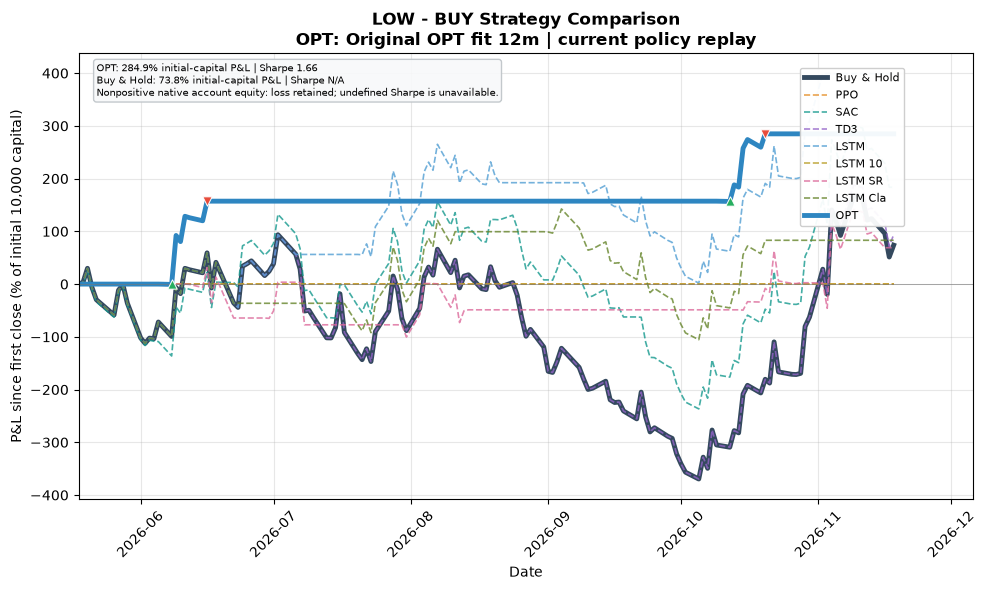 LOW - BUY Strategy Comparison
OPT: Original OPT fit 12m | current policy replay
OPT: 284.9% initial-capital P&L | Sharpe 1.66
Buy & Hold: 73.8% initial-capital P&L | Sharpe N/A
Nonpositive native account equity: loss retained; undefined Sharpe is unavailable.
Buy & Hold
PPO
SAC
TD3
LSTM
LSTM 10
LSTM SR
LSTM Cla
OPT
P&L since first close (% of initial 10,000 capital)
400
300
200
100
0
−100
−200
−300
−400
2026-06
2026-07
2026-08
2026-09
2026-10
2026-11
2026-12
Date